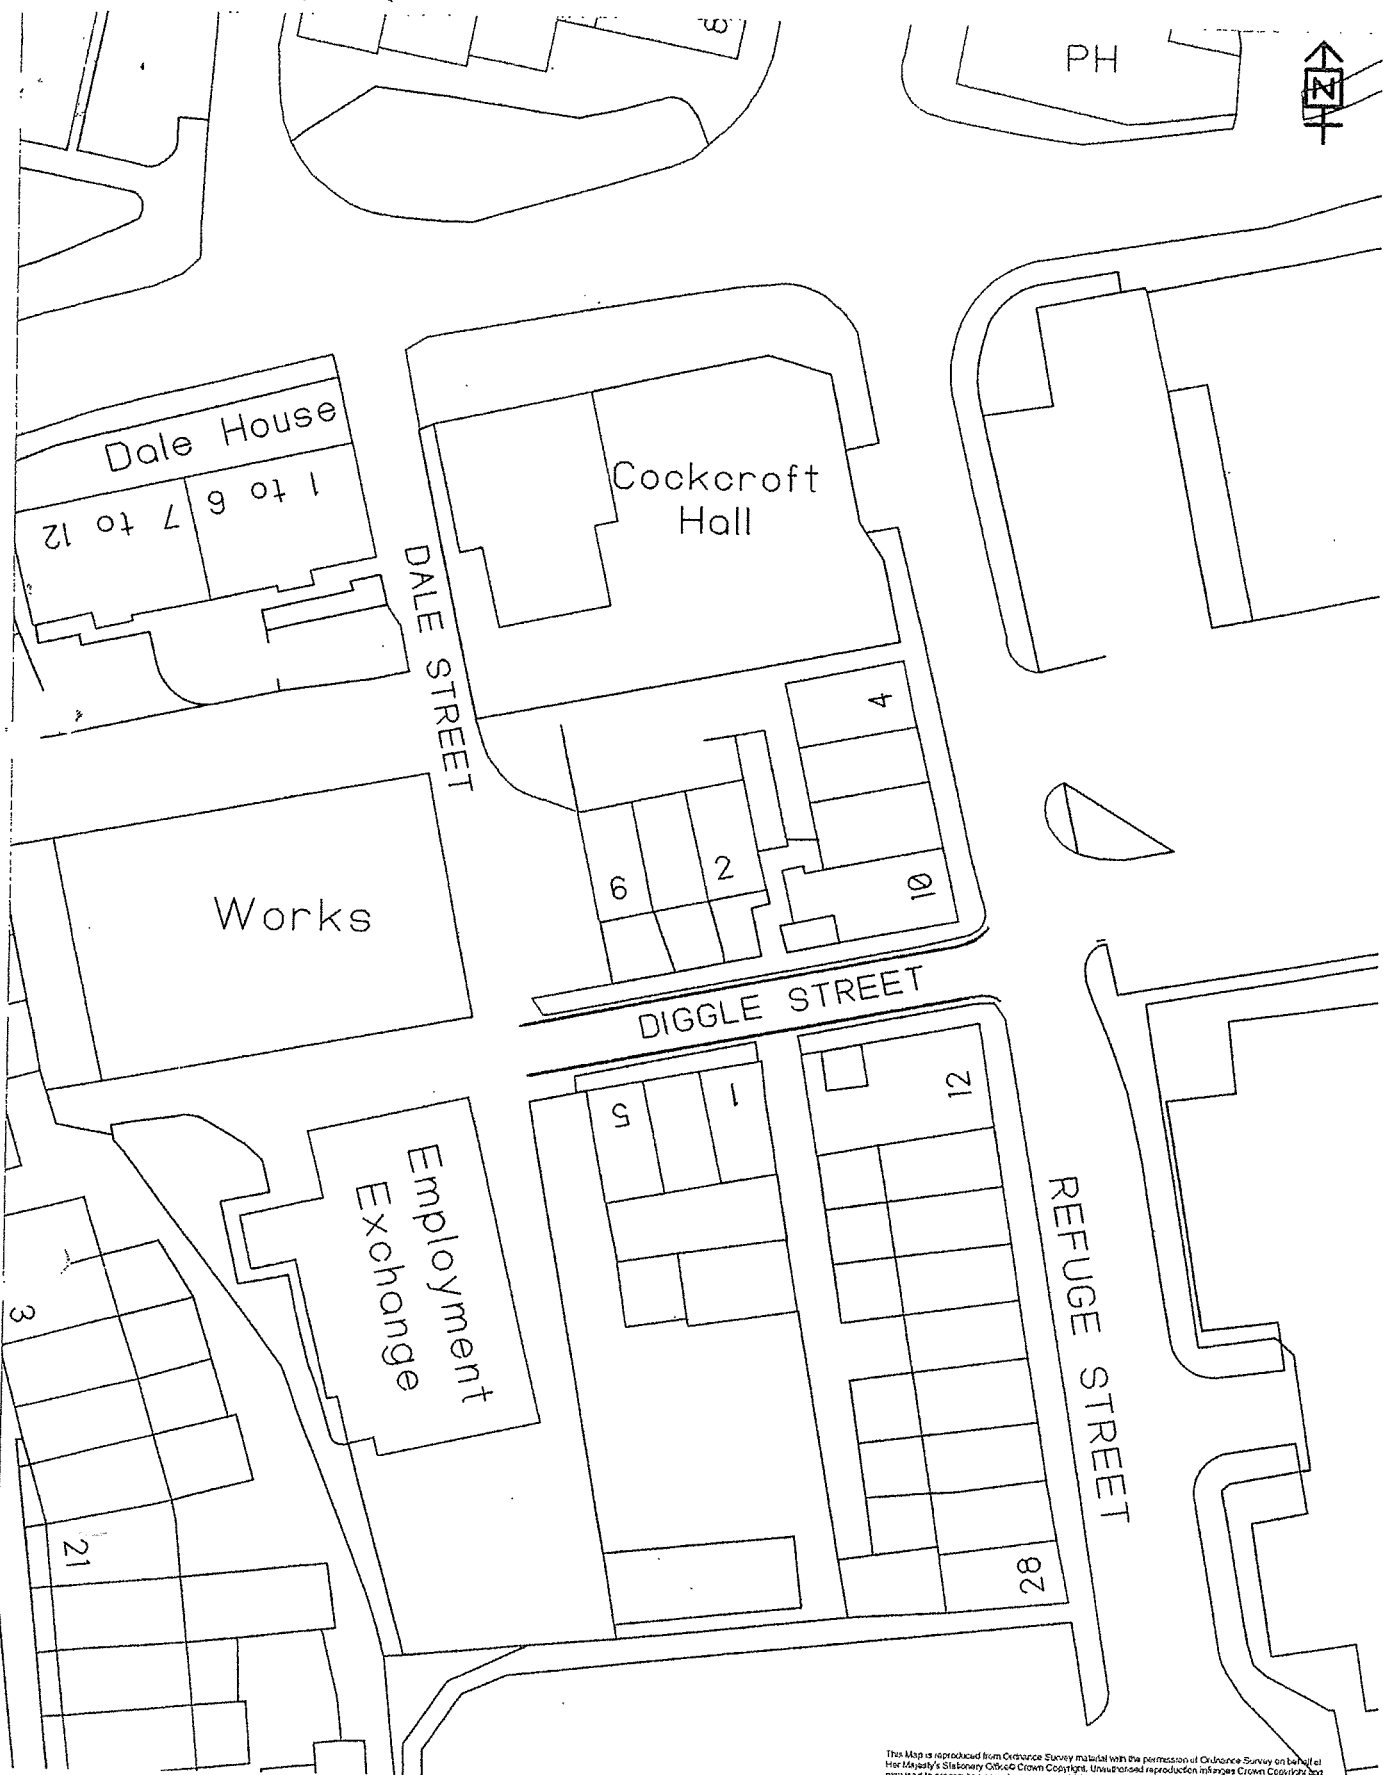 8
PH
N
Dale House
1 to 6
7 to 12
Cockcroft
Hall
DALE STREET
4
6
2
10
Works
DIGGLE STREET
5
1
12
Employment
Exchange
REFUGE STREET
3
21
28
This Map is reproduced from Ordnance Survey material with the permission of Ordnance Survey on behalf of
Her Majesty's Stationery Office© Crown Copyright. Unauthorised reproduction infringes Crown Copyright and